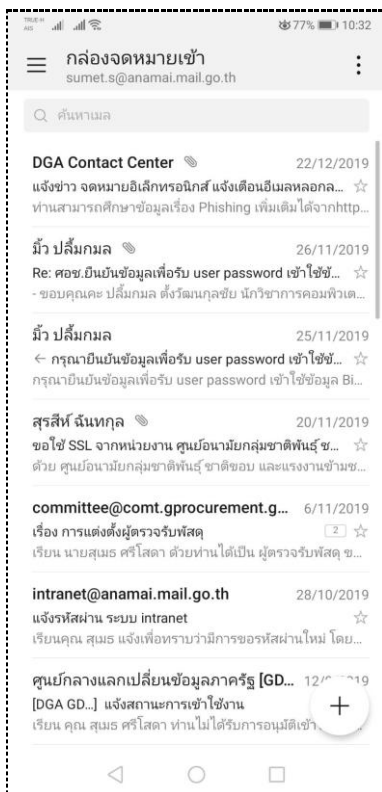 TRUE-H
AIS
77% 10:32
กล่องจดหมายเข้า
sumet.s@anamai.mail.go.th
ค้นหาเมล
DGA Contact Center 22/12/2019
แจ้งข่าว จดหมายอิเล็กทรอนิกส์ แจ้งเตือนอีเมลหลอกล...
ท่านสามารถศึกษาข้อมูลเรื่อง Phishing เพิ่มเติมได้จากhttp...
มิ้ว ปลื้มกมล 26/11/2019
Re: ศอช.ยืนยันข้อมูลเพื่อรับ user password เข้าใช้ข้...
- ขอบคุณคะ ปลื้มกมล ตั้งวัฒนกุลชัย นักวิชาการคอมพิวเต...
มิ้ว ปลื้มกมล 25/11/2019
← กรุณายืนยันข้อมูลเพื่อรับ user password เข้าใช้ข้...
กรุณายืนยันข้อมูลเพื่อรับ user password เข้าใช้ข้อมูล Bi...
สุรสีห์ ฉันทกุล 20/11/2019
ขอใช้ SSL จากหน่วยงาน ศูนย์อนามัยกลุ่มชาติพันธุ์ ช...
ด้วย ศูนย์อนามัยกลุ่มชาติพันธุ์ ชายขอบ และแรงงานข้ามช...
committee@comt.gprocurement.g... 6/11/2019
เรื่อง การแต่งตั้งผู้ตรวจรับพัสดุ 2
เรียน นายสุเมธ ศรีโสดา ด้วยท่านได้เป็น ผู้ตรวจรับพัสดุ ข...
intranet@anamai.mail.go.th 28/10/2019
แจ้งรหัสผ่าน ระบบ intranet
เรียนคุณ สุเมธ แจ้งเพื่อทราบว่ามีการขอรหัสผ่านใหม่ โดย...
ศูนย์กลางแลกเปลี่ยนข้อมูลภาครัฐ [GD...
[DGA GD...] แจ้งสถานะการเข้าใช้งาน
เรียน คุณ สุเมธ ศรีโสดา ท่านไม่ได้รับการอนุมัติเข้า